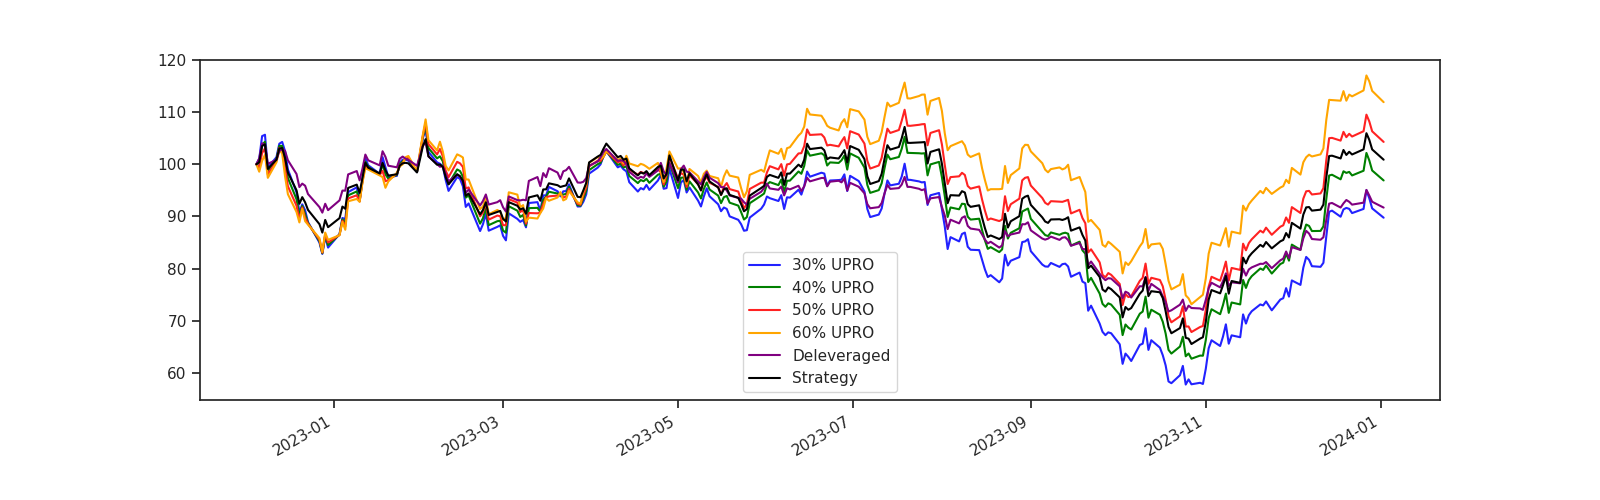 120
110
100
90
80
70
60
30% UPRO
40% UPRO
50% UPRO
60% UPRO
Deleveraged
Strategy
2023-01
2023-03
2023-05
2023-07
2023-09
2023-11
2024-01